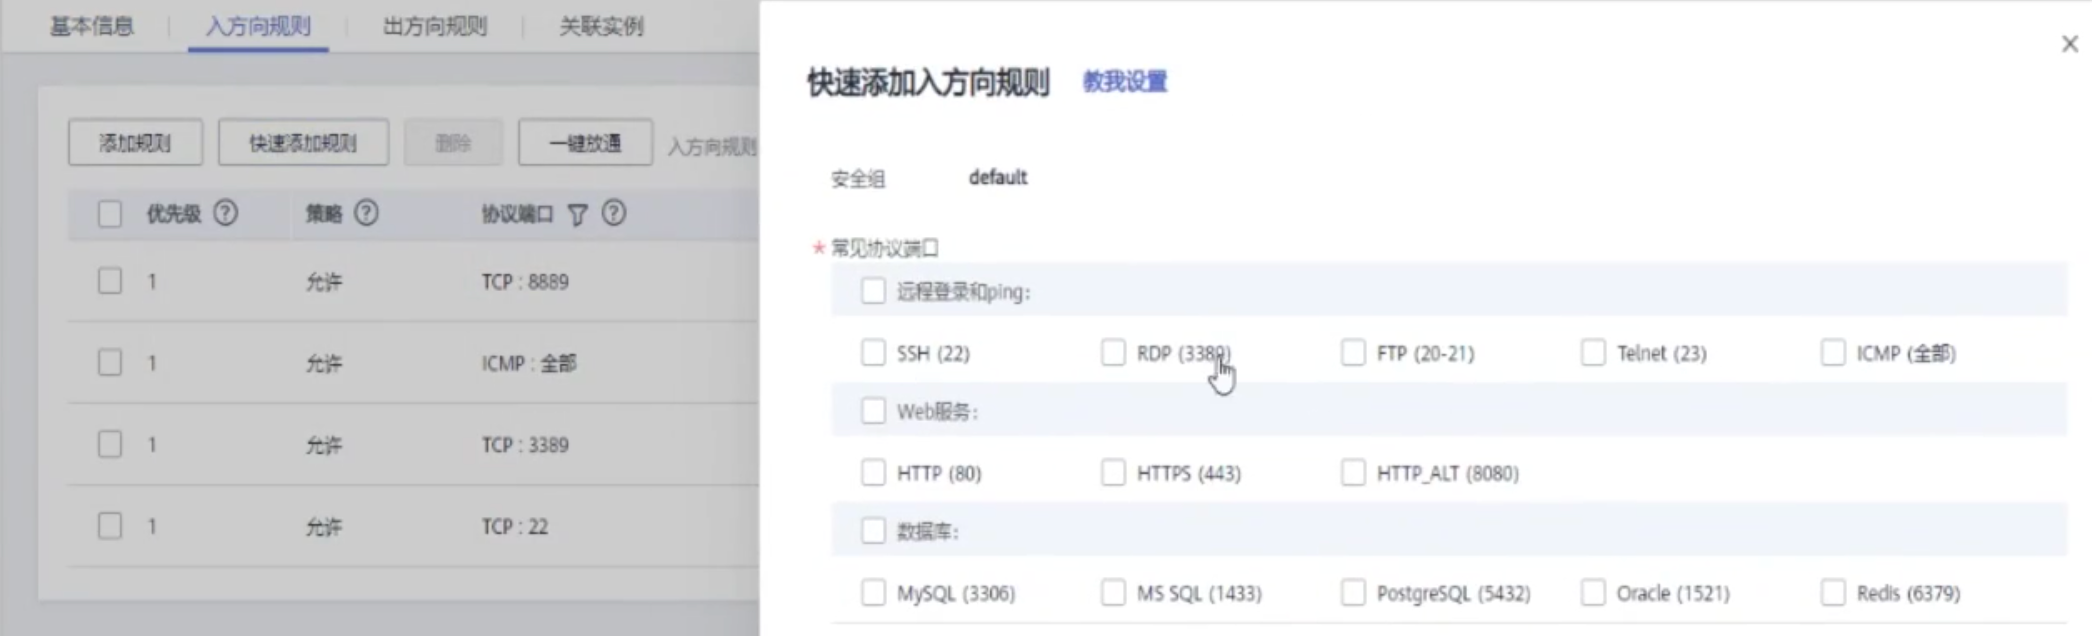 基本信息 入方向规则 出方向规则 关联实例
添加规则 快速添加规则 删除 一键放通 入方向规则
优先级 ? 策略 ? 协议端口 ?
1 允许 TCP : 8889
1 允许 ICMP : 全部
1 允许 TCP : 3389
1 允许 TCP : 22
快速添加入方向规则 教我设置
安全组 default
* 常见协议端口
远程登录和ping:
SSH (22) RDP (3389) FTP (20-21) Telnet (23) ICMP (全部)
Web服务:
HTTP (80) HTTPS (443) HTTP_ALT (8080)
数据库:
MySQL (3306) MS SQL (1433) PostgreSQL (5432) Oracle (1521) Redis (6379)